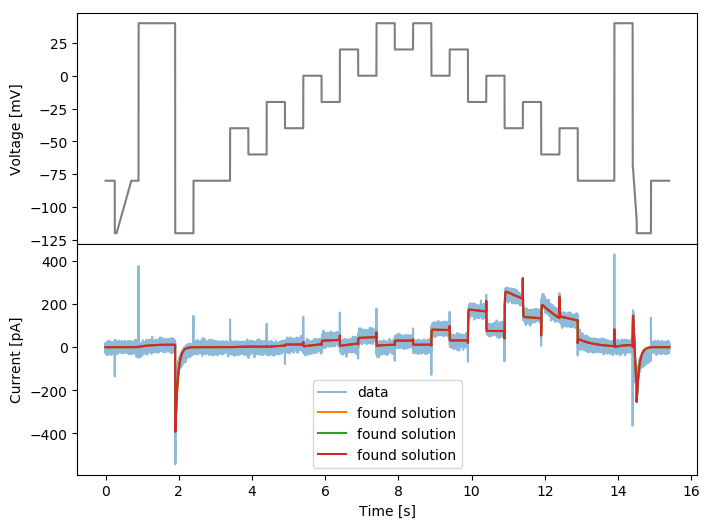 25
0
−25
−50
−75
−100
−125
Voltage [mV]
400
200
0
−200
−400
Current [pA]
data
found solution
found solution
found solution
0 2 4 6 8 10 12 14 16
Time [s]